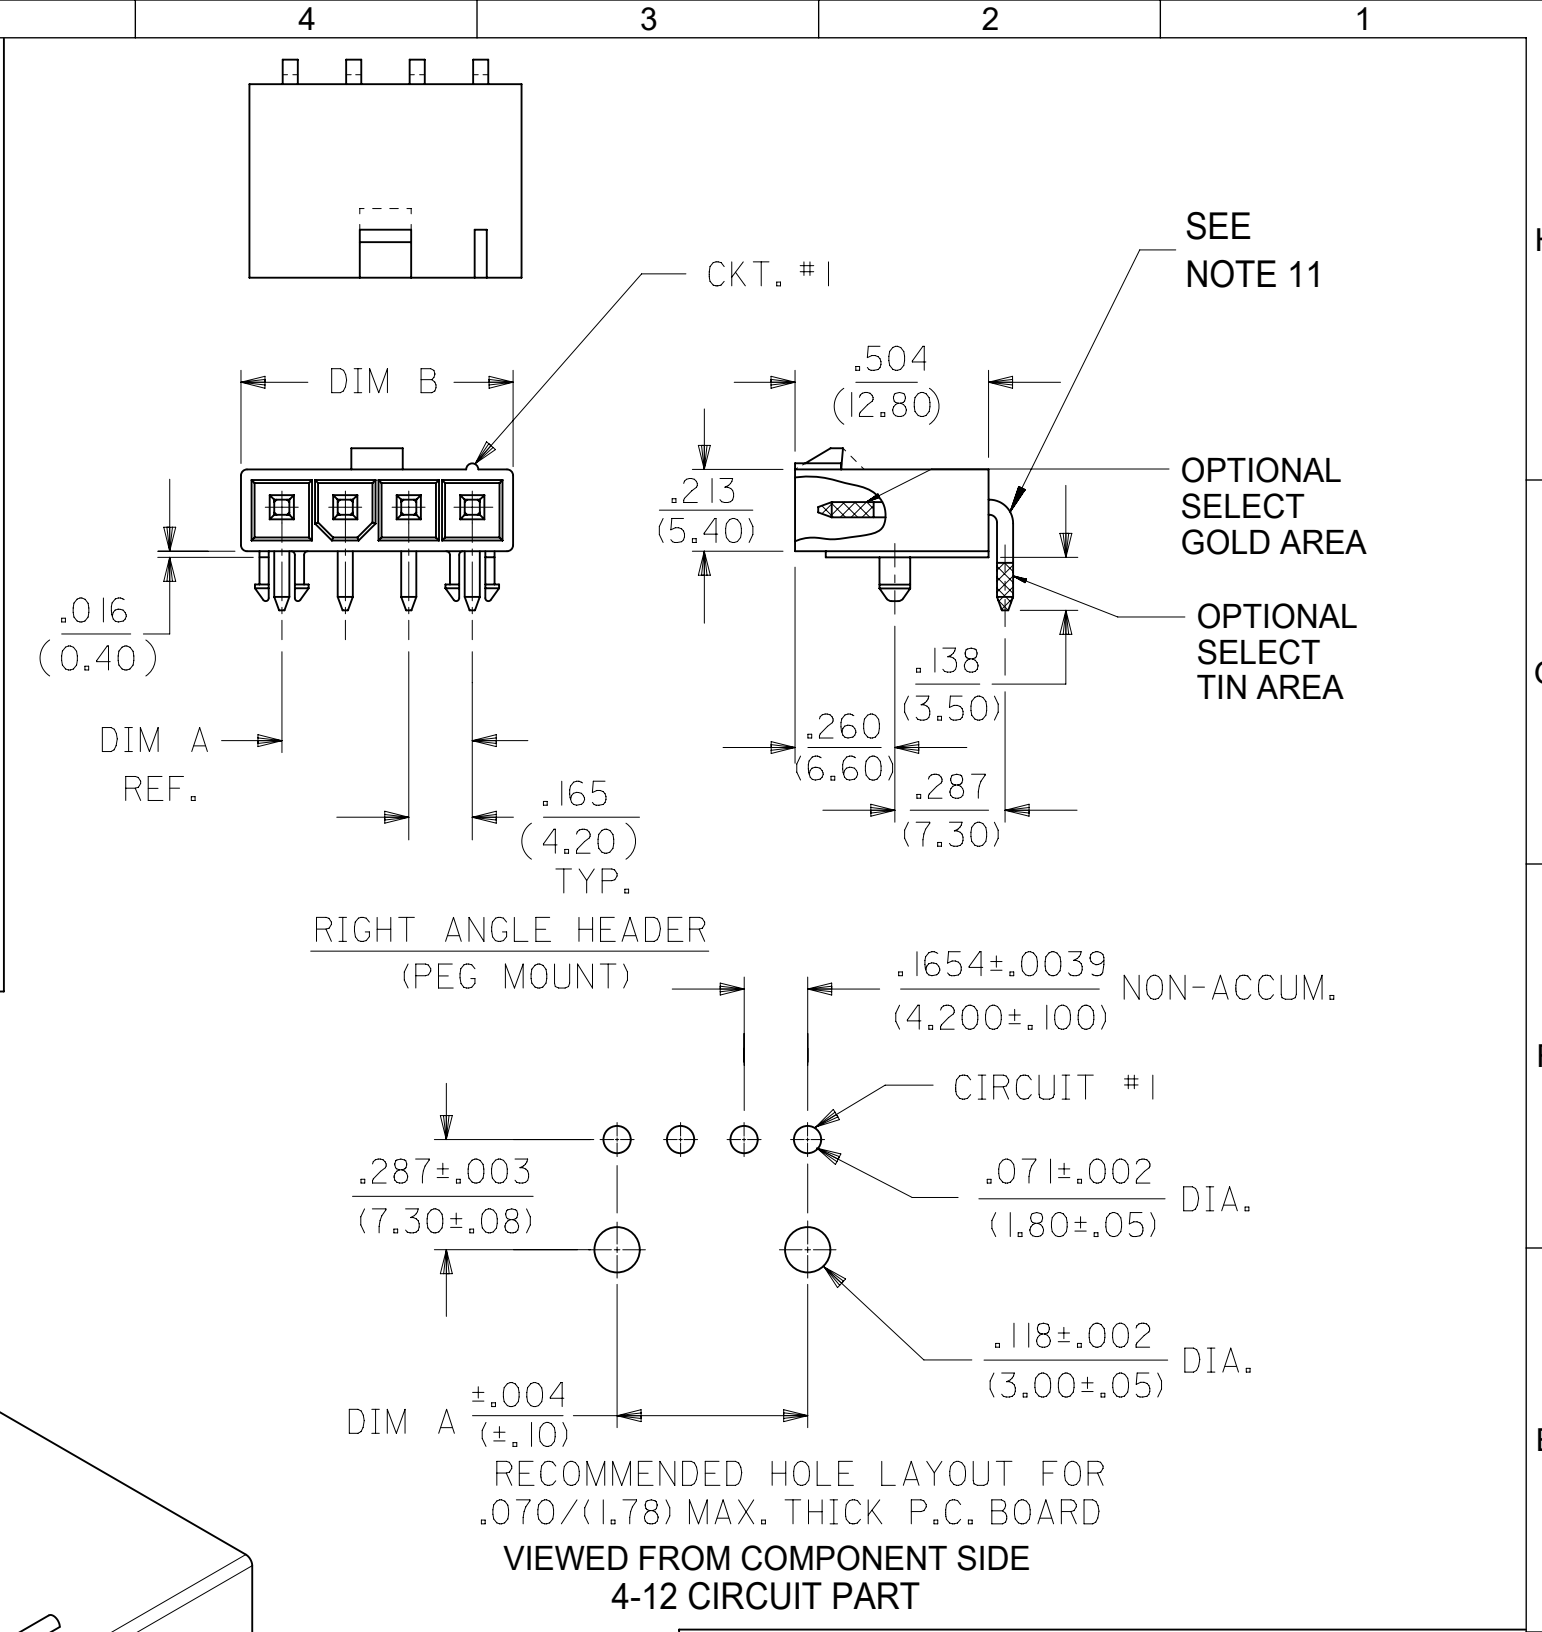 4 3 2 1
SEE
NOTE 11
CKT. #1
DIM B
.504
(12.80)
OPTIONAL
SELECT
GOLD AREA
.213
(5.40)
.016
(0.40)
OPTIONAL
SELECT
TIN AREA
.138
(3.50)
DIM A
REF.
.260
(6.60)
.287
(7.30)
.165
(4.20)
TYP.
RIGHT ANGLE HEADER
(PEG MOUNT)
.1654±.0039
(4.200±.100)
NON-ACCUM.
CIRCUIT #1
.287±.003
(7.30±.08)
.071±.002
(1.80±.05)
DIA.
.118±.002
(3.00±.05)
DIA.
DIM A
±.004
(±.10)
RECOMMENDED HOLE LAYOUT FOR
.070/(1.78) MAX. THICK P.C. BOARD
VIEWED FROM COMPONENT SIDE
4-12 CIRCUIT PART